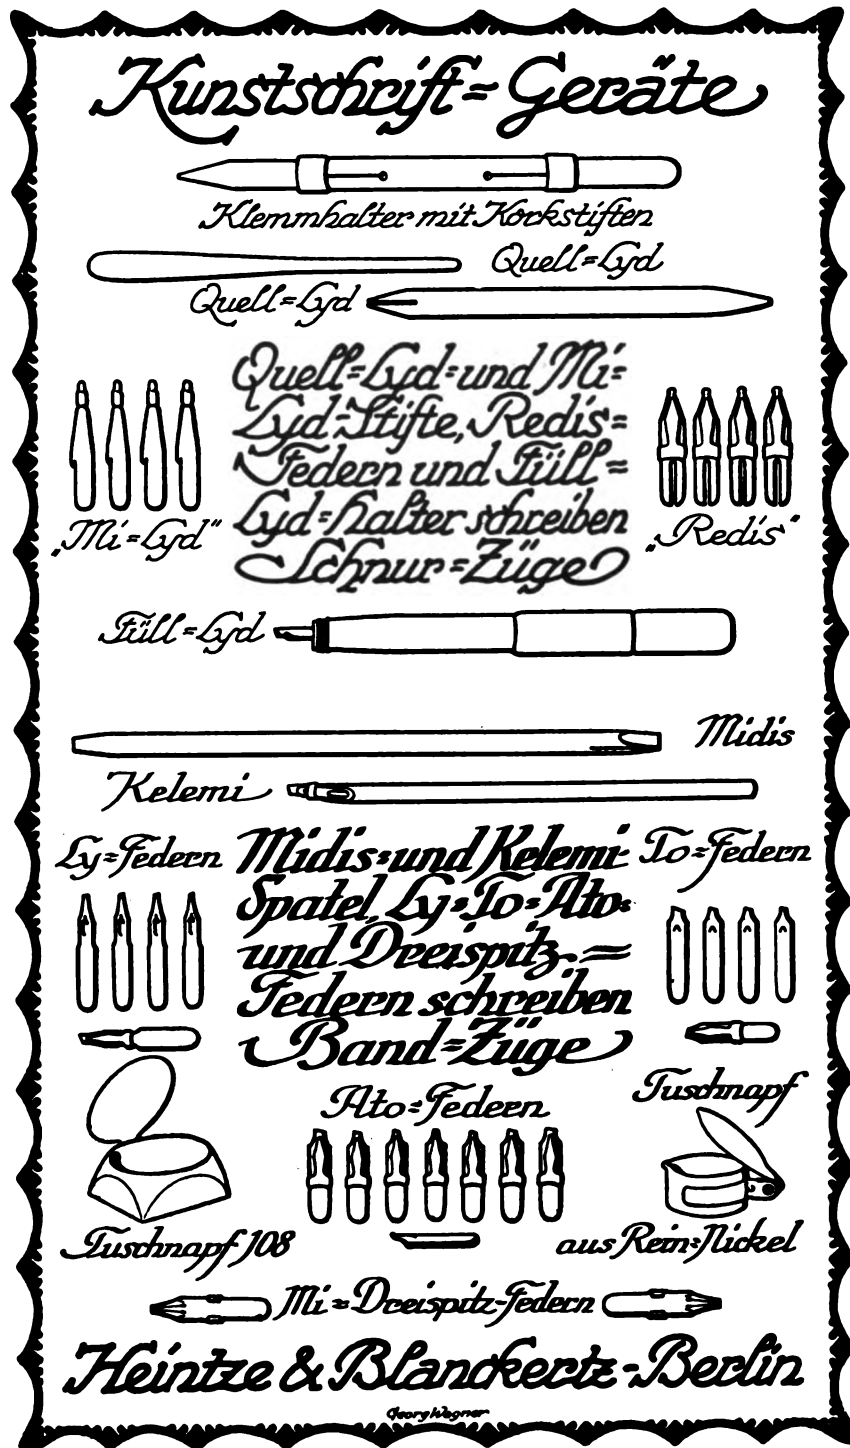 Kunstschrift=Geräte
Klemmhalter mit Korkstiften
Quell=Lyd
Quell=Lyd
Quell=Lyd=und Mi=
Lyd=Stifte, Redis=
Federn und Füll=
Lyd=halter schreiben
Schnur=Züge
„Mi=Lyd“
„Redis“
Füll=Lyd
Midis
Kelemi
Ly=Federn
Midis=und Kelemi-
Spatel, Ly=To=Ato=
und Dreispitz=
Federn schreiben
Band=Züge
To=Federn
Ato=Federn
Tuschnapf
Tuschnapf 108
aus Rein=Nickel
Mi=Dreispitz-Federn
Heintze & Blanckertz-Berlin
Georg Wagner